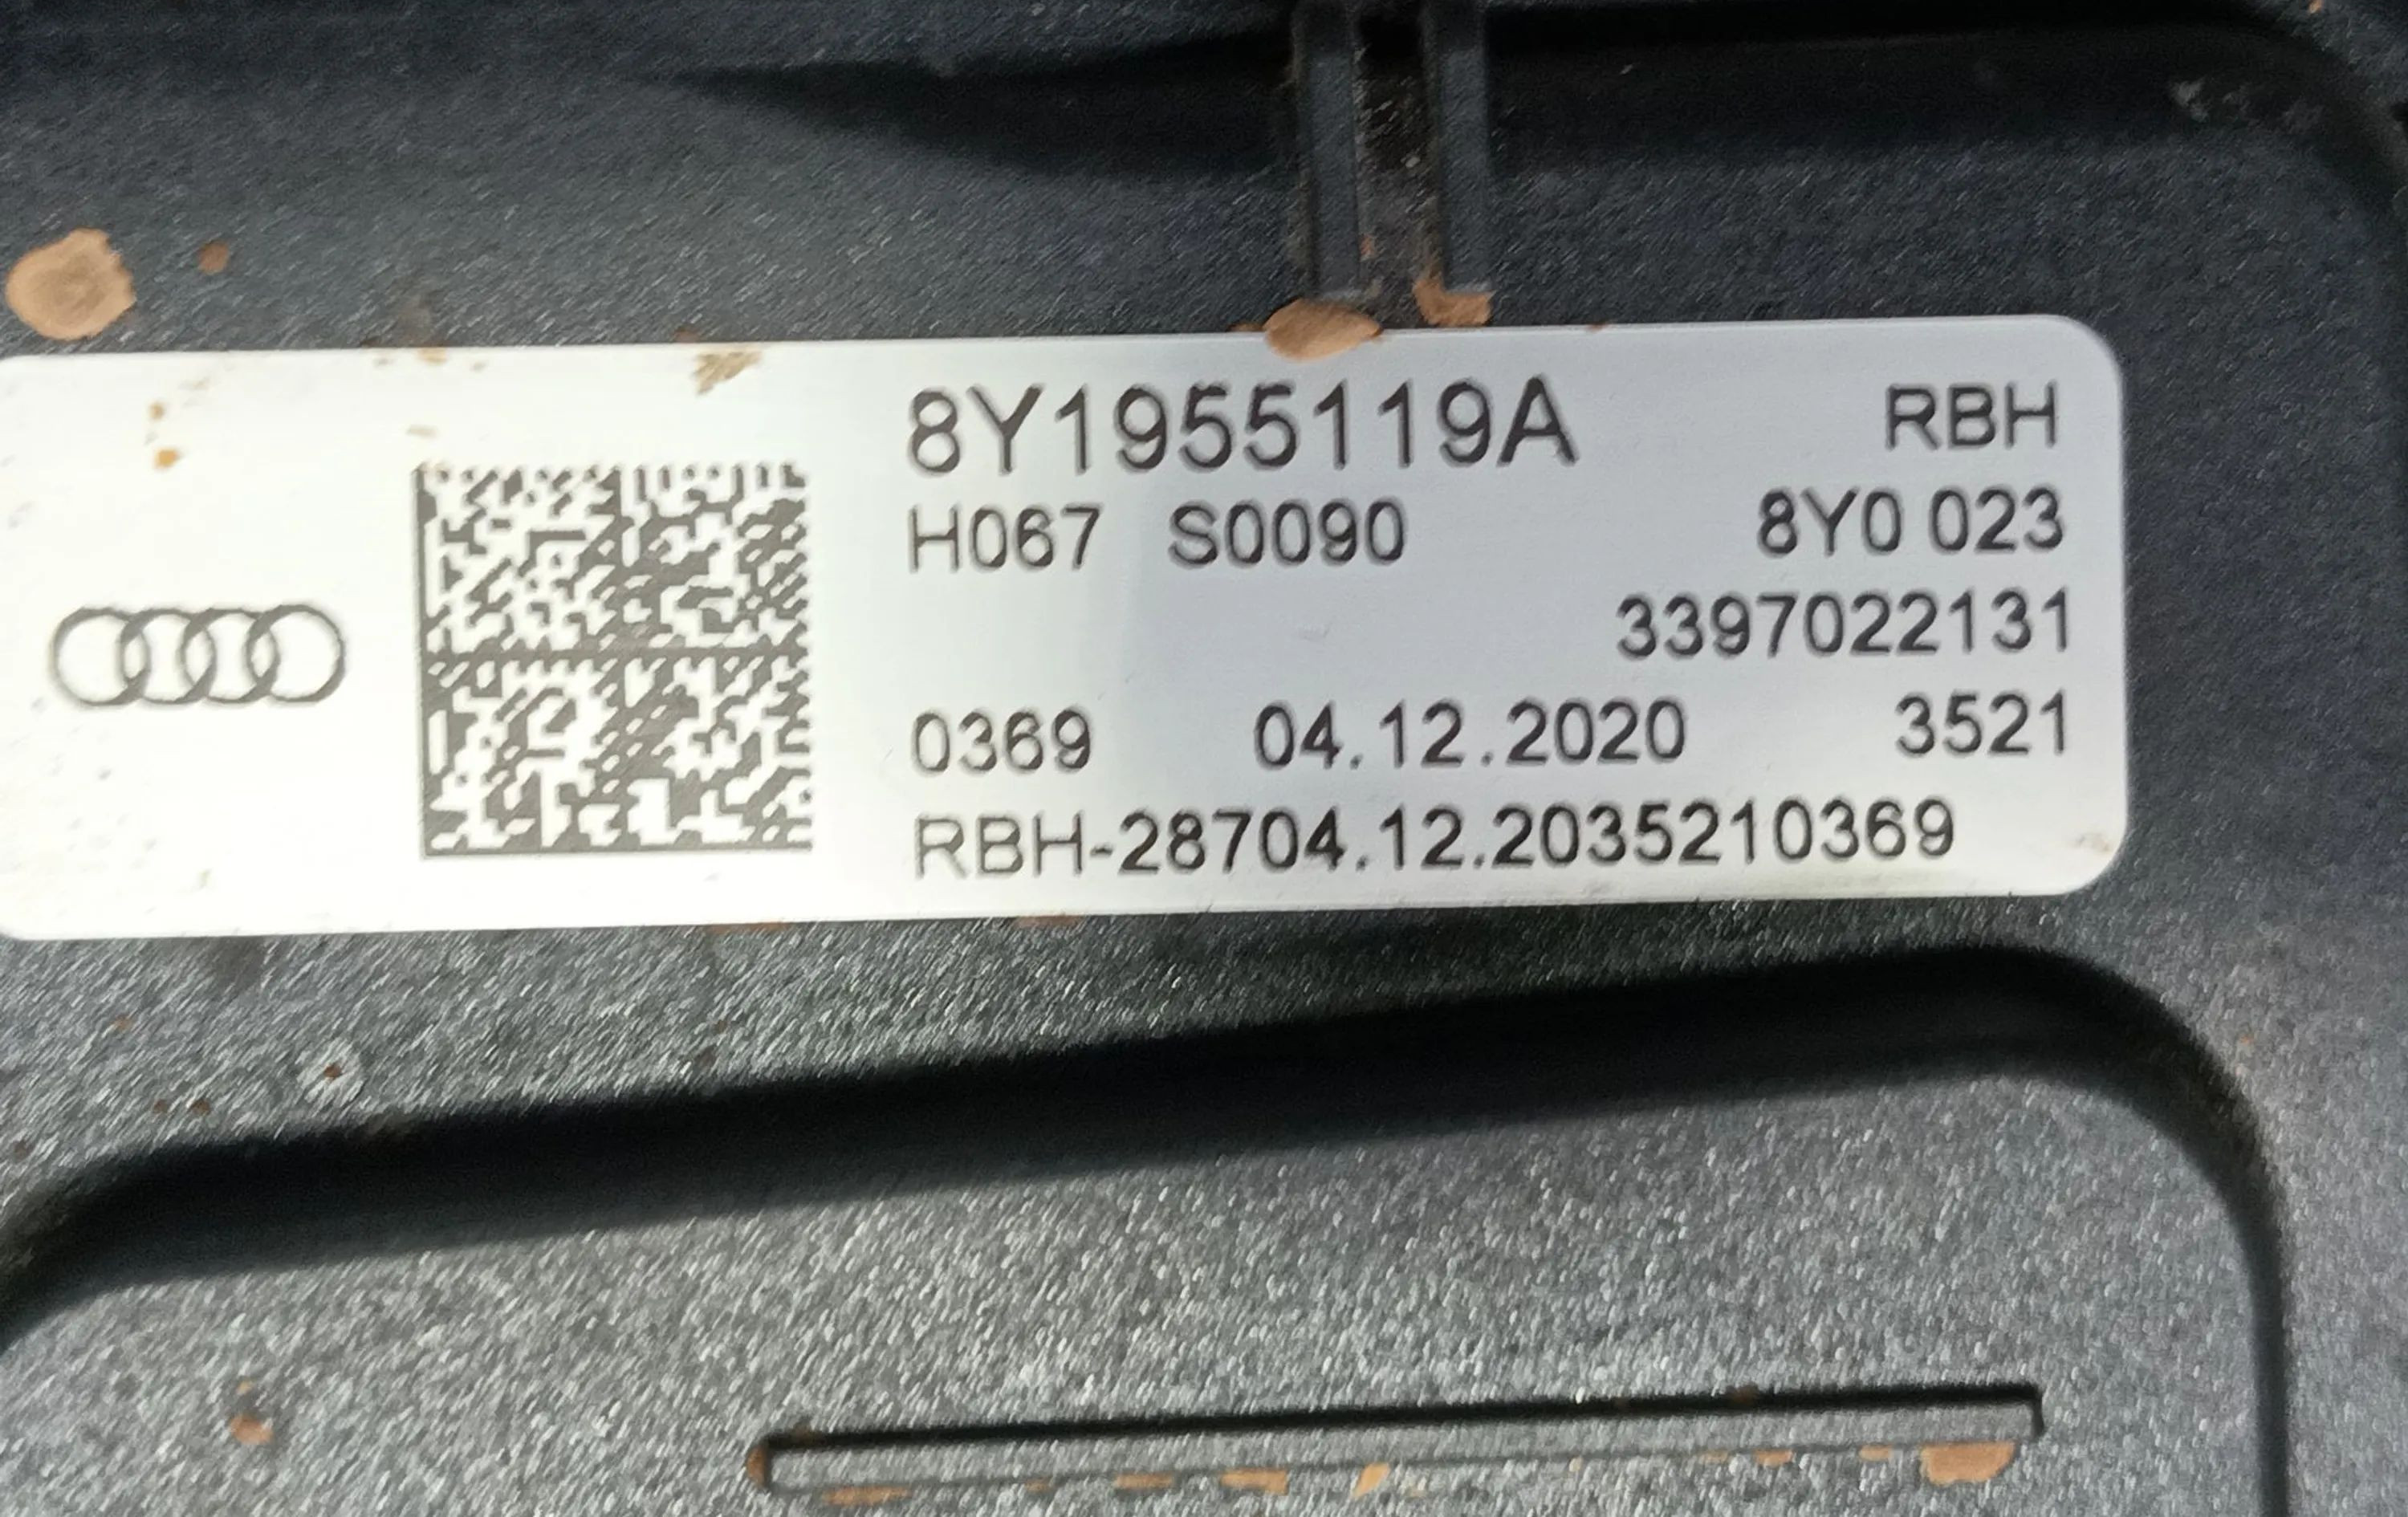 8Y1955119A RBH
H067 S0090 8Y0 023
3397022131
0369 04.12.2020 3521
RBH-28704.12.2035210369